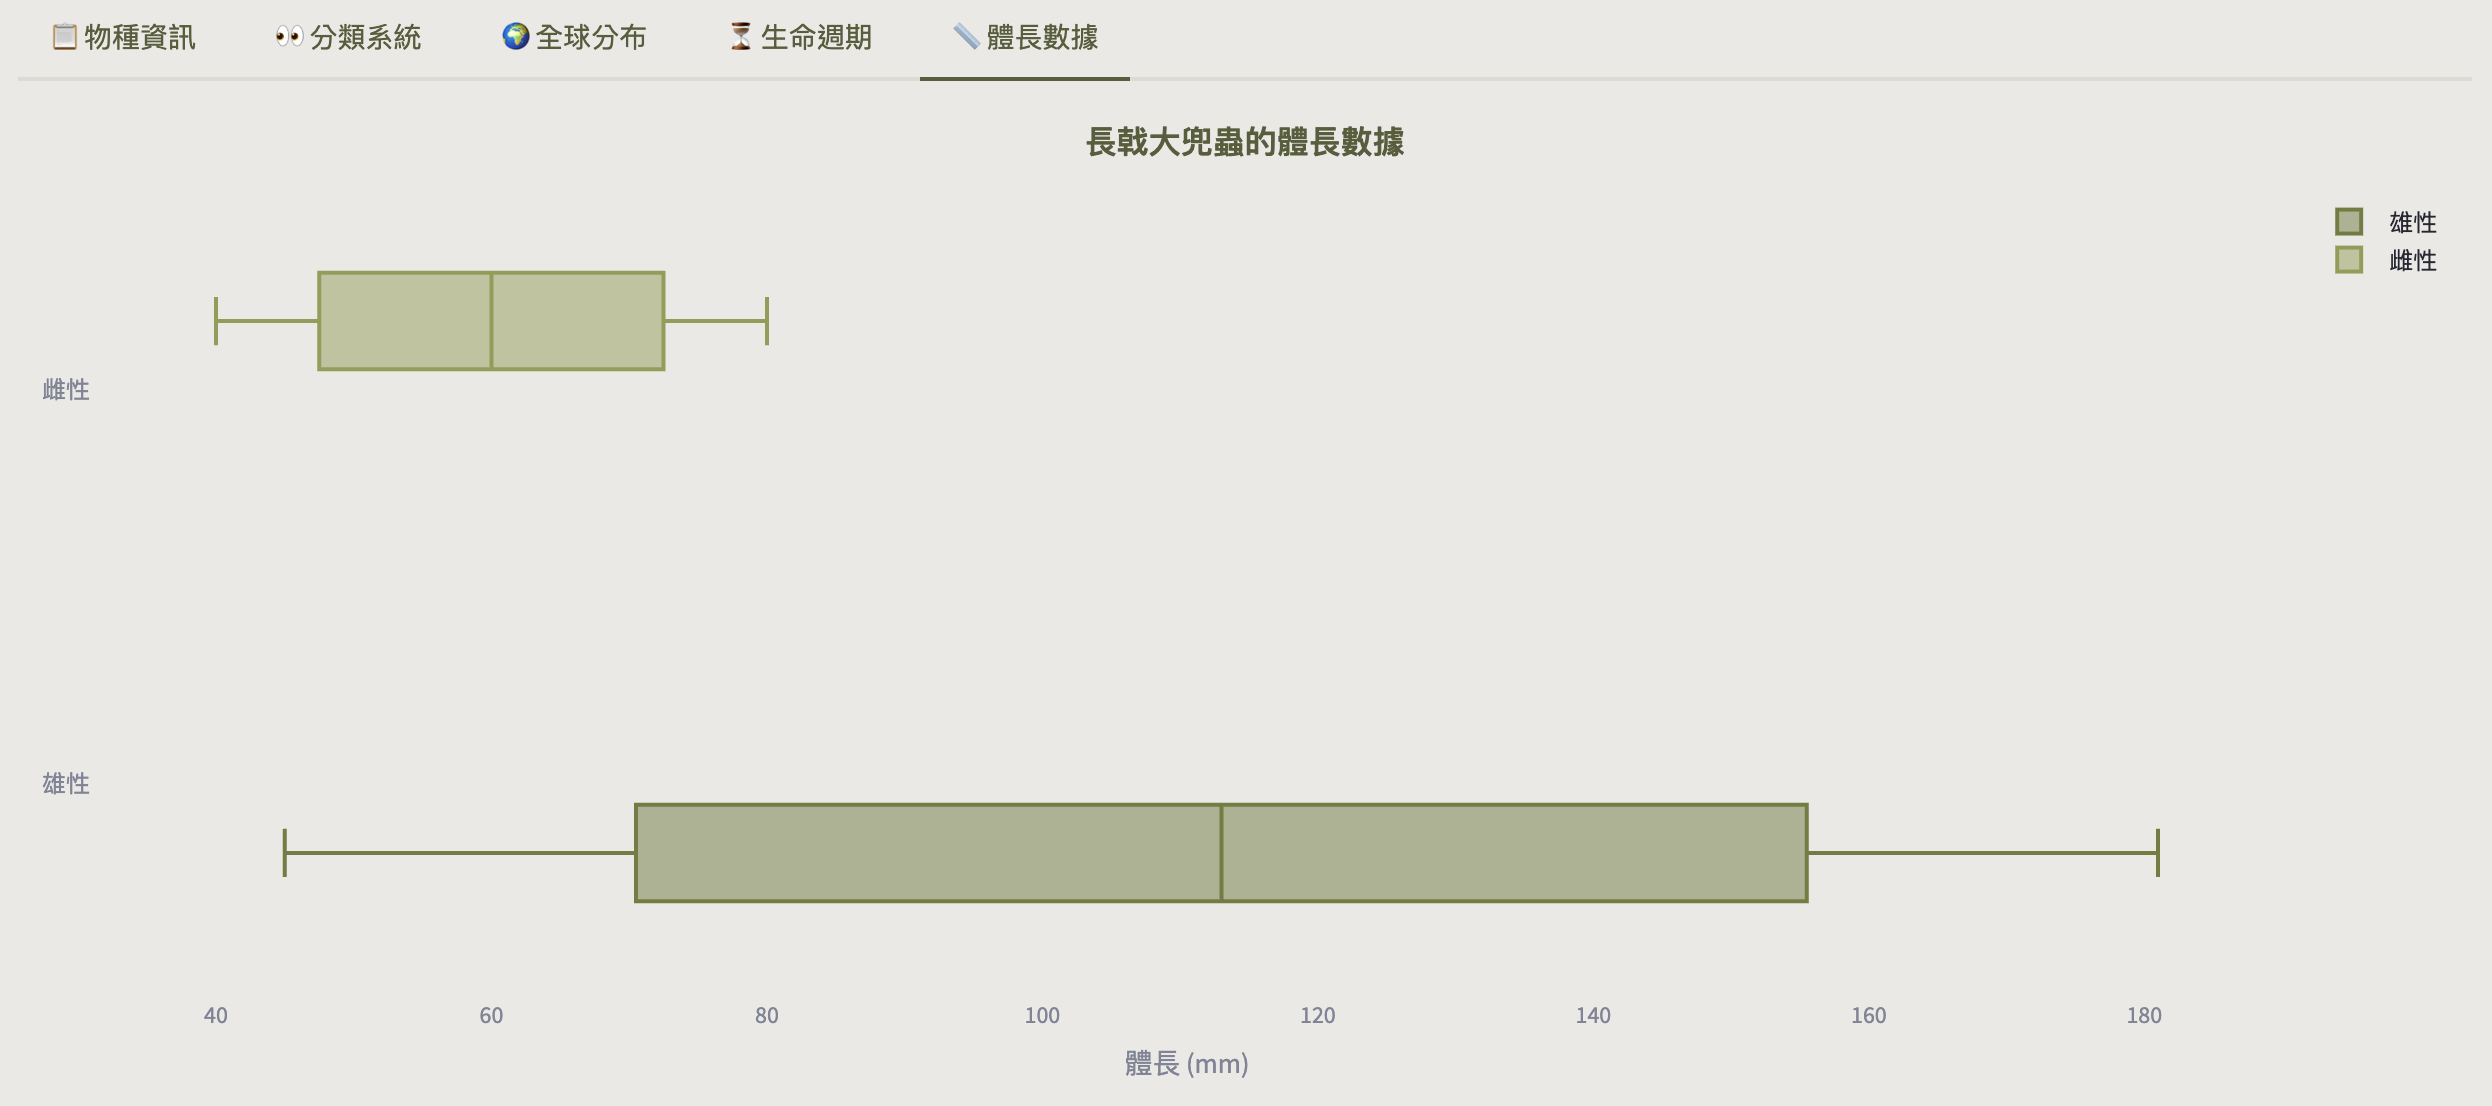 物種資訊 分類系統 全球分布 生命週期 體長數據
長戟大兜蟲的體長數據
雄性
雌性
雌性
雄性
40 60 80 100 120 140 160 180
體長 (mm)